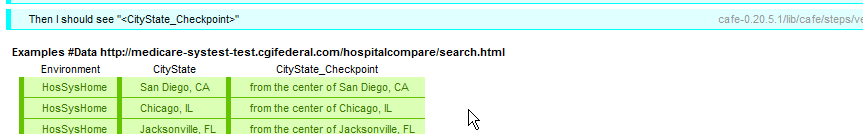 Then I should see "<CityState_Checkpoint>"
cafe-0.20.5.1/lib/cafe/steps/ve
Examples #Data http://medicare-systest-test.cgifederal.com/hospitalcompare/search.html
Environment CityState CityState_Checkpoint
HosSysHome San Diego, CA from the center of San Diego, CA
HosSysHome Chicago, IL from the center of Chicago, IL
HosSysHome Jacksonville, FL from the center of Jacksonville, FL